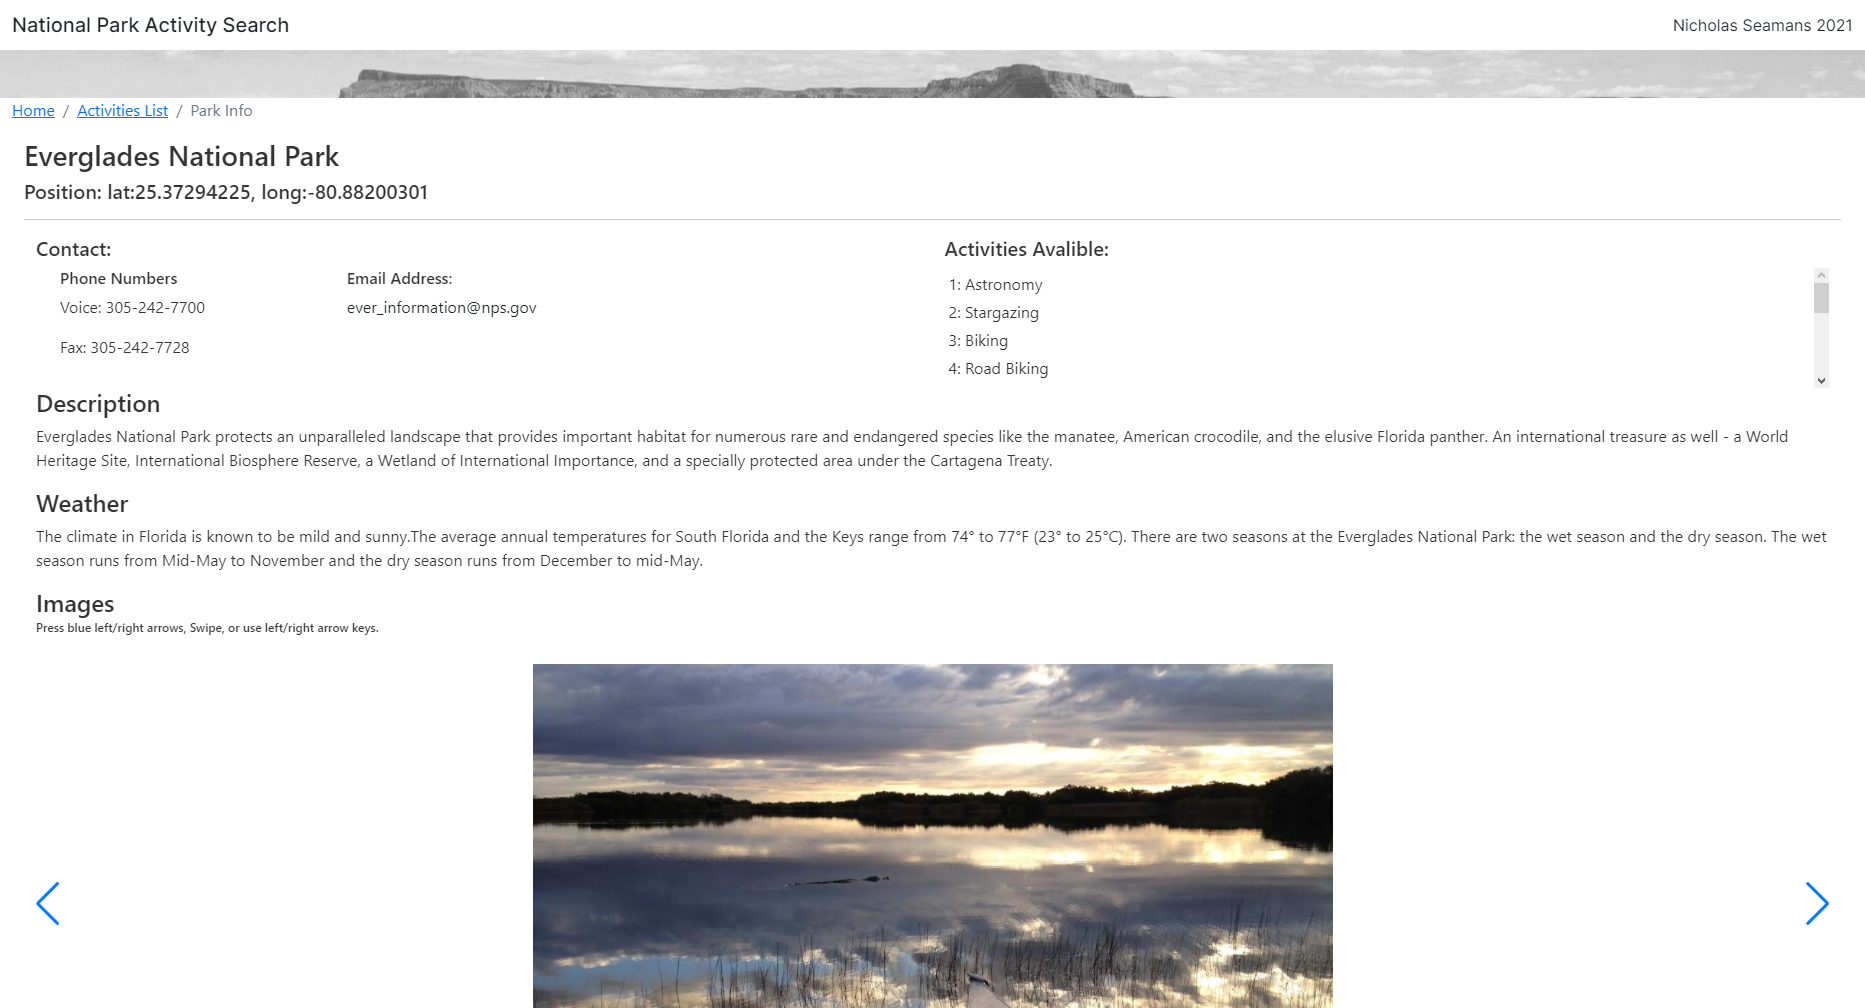 National Park Activity Search
Nicholas Seamans 2021
Home / Activities List / Park Info
Everglades National Park
Position: lat:25.37294225, long:-80.88200301
Contact:
Phone Numbers
Voice: 305-242-7700
Fax: 305-242-7728
Email Address:
ever_information@nps.gov
Activities Avalible:
1: Astronomy
2: Stargazing
3: Biking
4: Road Biking
Description
Everglades National Park protects an unparalleled landscape that provides important habitat for numerous rare and endangered species like the manatee, American crocodile, and the elusive Florida panther. An international treasure as well - a World
Heritage Site, International Biosphere Reserve, a Wetland of International Importance, and a specially protected area under the Cartagena Treaty.
Weather
The climate in Florida is known to be mild and sunny.The average annual temperatures for South Florida and the Keys range from 74° to 77°F (23° to 25°C). There are two seasons at the Everglades National Park: the wet season and the dry season. The wet
season runs from Mid-May to November and the dry season runs from December to mid-May.
Images
Press blue left/right arrows, Swipe, or use left/right arrow keys.